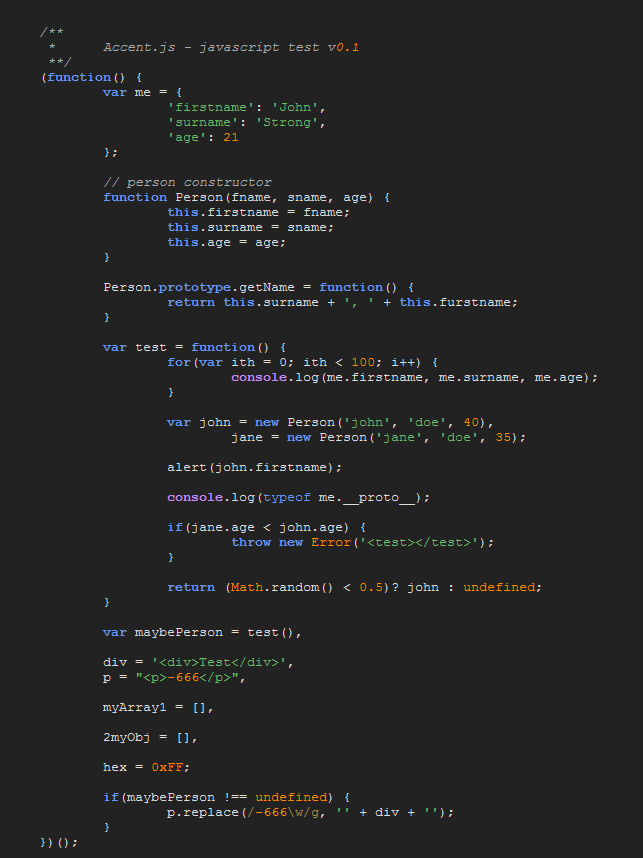 /**
 *      Accent.js - javascript test v0.1
 **/
(function() {
        var me = {
                'firstname': 'John',
                'surname': 'Strong',
                'age': 21
        };

        // person constructor
        function Person(fname, sname, age) {
                this.firstname = fname;
                this.surname = sname;
                this.age = age;
        }

        Person.prototype.getName = function() {
                return this.surname + ', ' + this.furstname;
        }

        var test = function() {
                for(var ith = 0; ith < 100; i++) {
                        console.log(me.firstname, me.surname, me.age);
                }

                var john = new Person('john', 'doe', 40),
                        jane = new Person('jane', 'doe', 35);

                alert(john.firstname);

                console.log(typeof me.__proto__);

                if(jane.age < john.age) {
                        throw new Error('<test></test>');
                }

                return (Math.random() < 0.5)? john : undefined;
        }

        var maybePerson = test(),

        div = '<div>Test</div>',
        p = "<p>-666</p>",

        myArray1 = [],

        2myObj = [],

        hex = 0xFF;

        if(maybePerson !== undefined) {
                p.replace(/-666\w/g, '' + div + '');
        }
})();